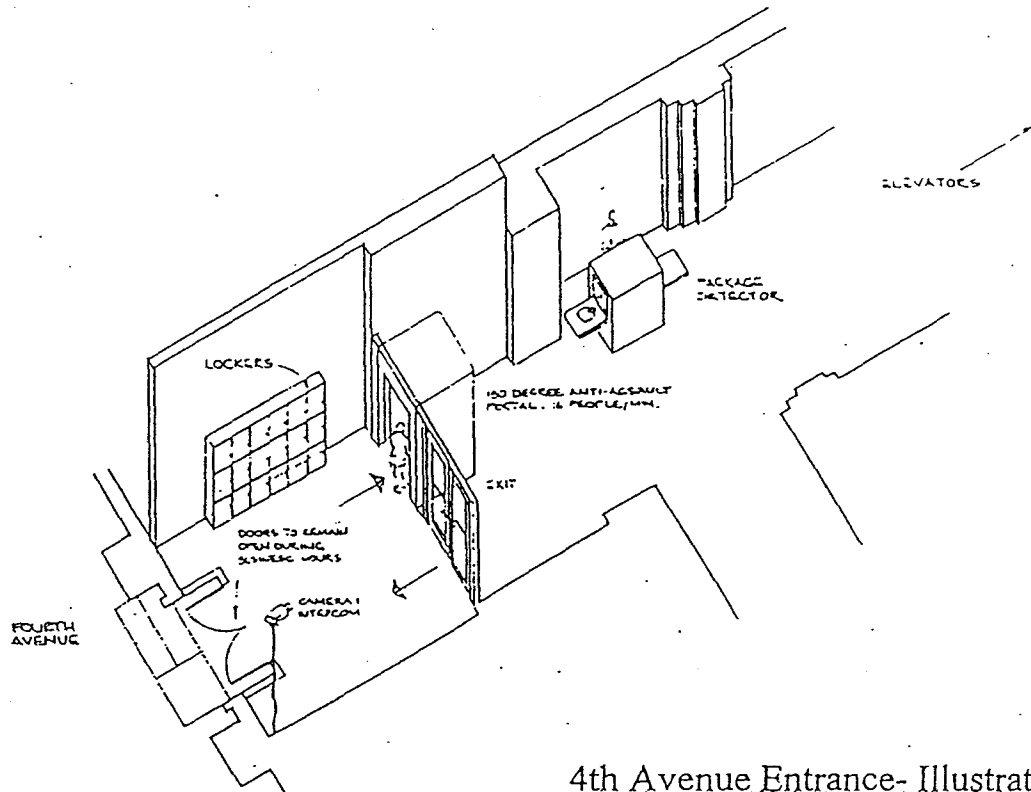 ELEVATORS
PACKAGE
DETECTOR
LOCKERS
DEGREE ANTI-ASSAULT
PORTAL. 16 PEOPLE/MIN.
EXIT
DOORS TO REMAIN
OPEN DURING
BUSINESS HOURS
CAMERA &
INTERCOM
FOURTH
AVENUE
4th Avenue Entrance- Illustrat